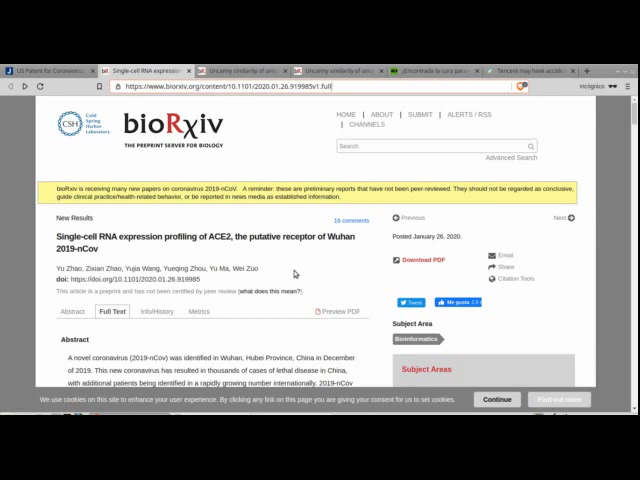 US Patent for Coronavirus,
Single-cell RNA expression
Uncanny similarity of uniq
Uncanny similarity of uniq
¿Encontrada la cura para
Tencent may have accide
https://www.biorxiv.org/content/10.1101/2020.01.26.919985v1.full
Incógnico
CSH
Cold
Spring
Harbor
Laboratory
bioRxiv
THE PREPRINT SERVER FOR BIOLOGY
HOME | ABOUT | SUBMIT | ALERTS / RSS
| CHANNELS
Search
Advanced Search
bioRxiv is receiving many new papers on coronavirus 2019-nCoV. A reminder: these are preliminary reports that have not been peer-reviewed. They should not be regarded as conclusive,
guide clinical practice/health-related behavior, or be reported in news media as established information.
New Results
16 comments
Single-cell RNA expression profiling of ACE2, the putative receptor of Wuhan
2019-nCov
Yu Zhao, Zixian Zhao, Yujia Wang, Yueqing Zhou, Yu Ma, Wei Zuo
doi: https://doi.org/10.1101/2020.01.26.919985
This article is a preprint and has not been certified by peer review [what does this mean?].
Abstract
Full Text
Info/History
Metrics
Preview PDF
Abstract
A novel coronavirus (2019-nCov) was identified in Wuhan, Hubei Province, China in December
of 2019. This new coronavirus has resulted in thousands of cases of lethal disease in China,
with additional patients being identified in a rapidly growing number internationally. 2019-nCov
Previous
Next
Posted January 26, 2020.
Download PDF
Email
Share
Citation Tools
Tweet
Me gusta
Subject Area
Bioinformatics
Subject Areas
We use cookies on this site to enhance your user experience. By clicking any link on this page you are giving your consent for us to set cookies.
Continue
Find out more